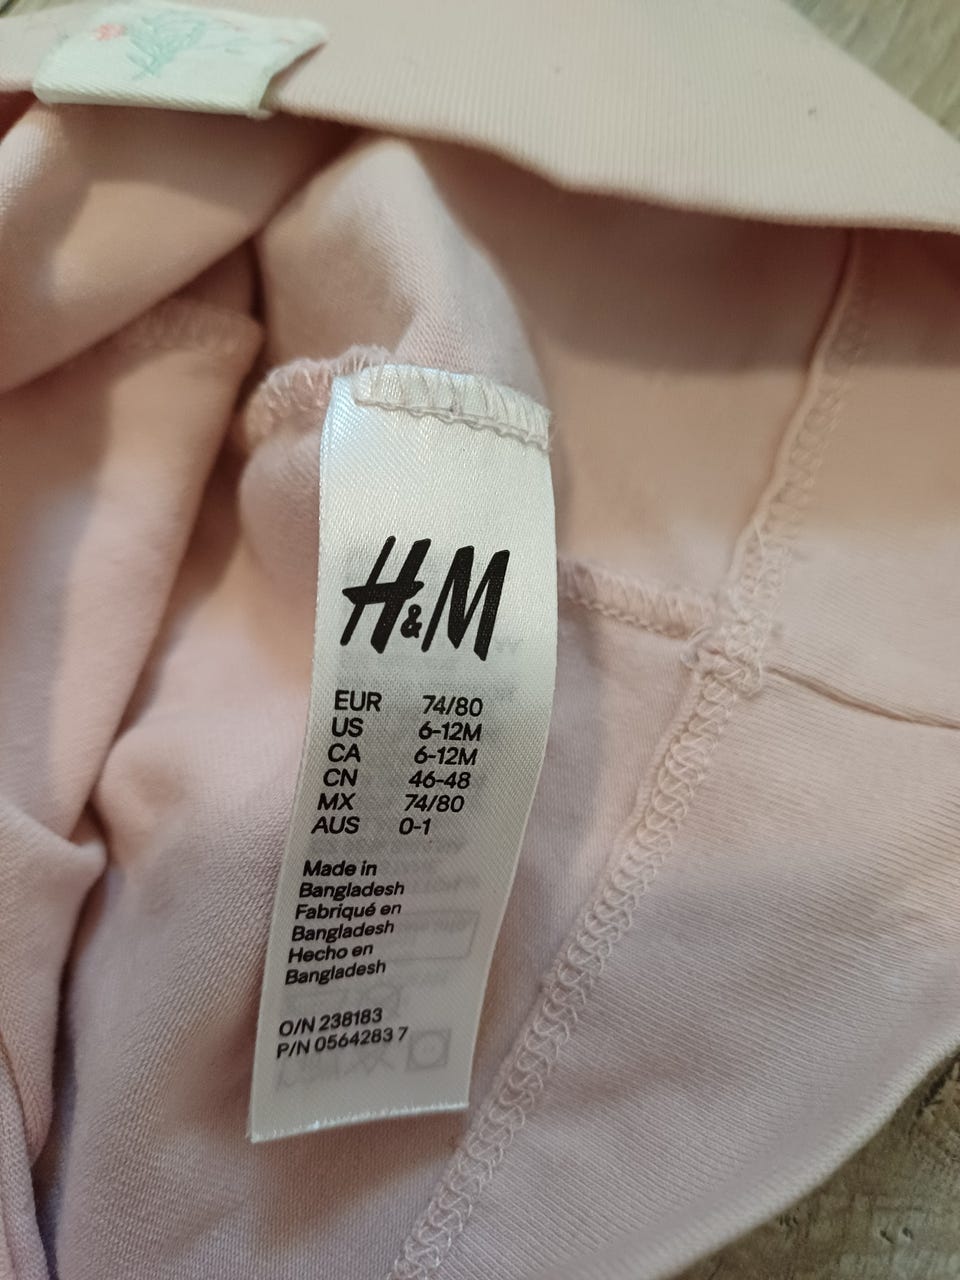 H&M
EUR 74/80
US 6-12M
CA 6-12M
CN 46-48
MX 74/80
AUS 0-1
Made in
Bangladesh
Fabriqué en
Bangladesh
Hecho en
Bangladesh
O/N 238183
P/N 0564283 7